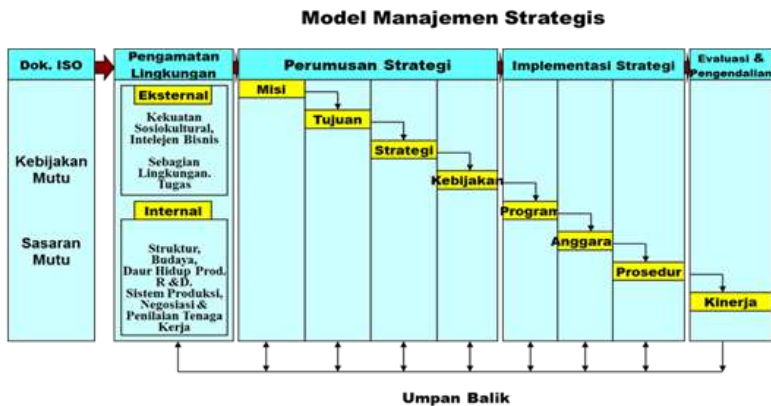 Model Manajemen Strategis
Dok. ISO
Pengamatan
Lingkungan
Perumusan Strategi
Implementasi Strategi
Evaluasi &
Pengendalian
Kebijakan
Mutu
Sasaran
Mutu
Eksternal
Kekuatan
Sosiokultural,
Intelejen Bisnis
Sebagian
Lingkungan.
Tugas
Internal
Struktur,
Budaya,
Daur Hidup Prod.
R &D.
Sistem Produksi,
Negosiasi &
Penilaian Tenaga
Kerja
Misi
Tujuan
Strategi
Kebijakan
Program
Anggara
Prosedur
Kinerja
Umpan Balik